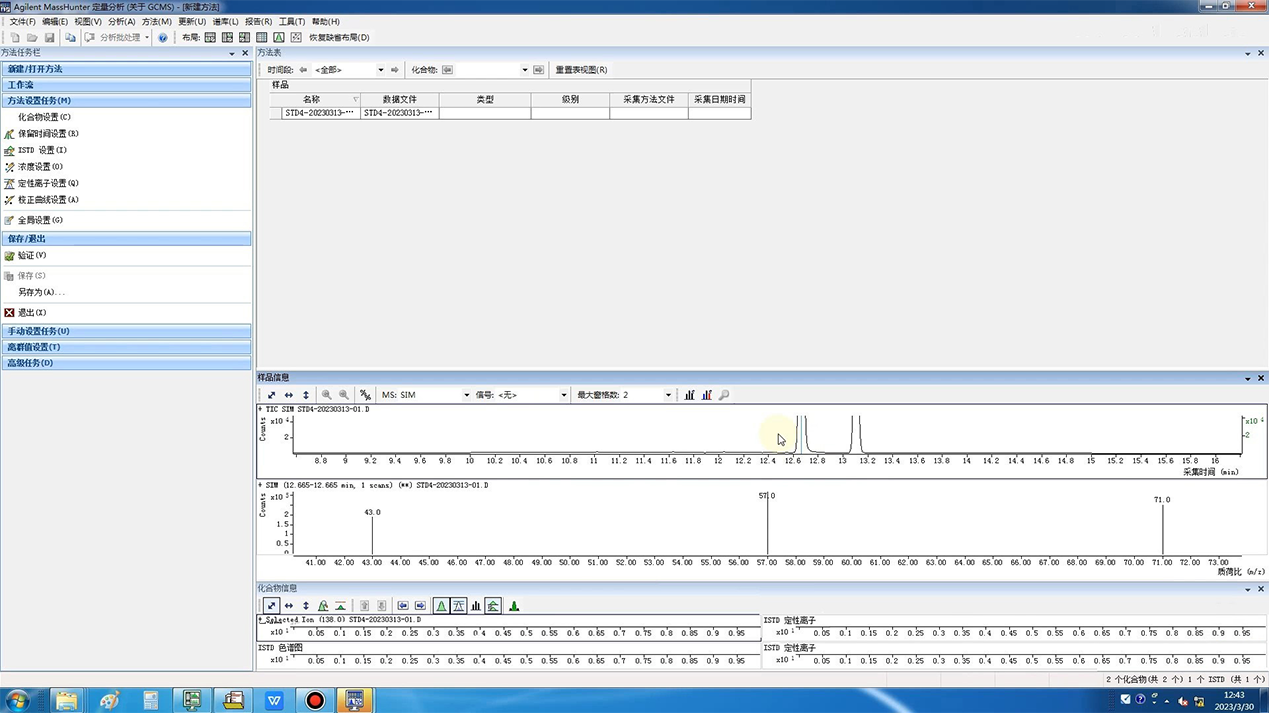 Agilent MassHunter 定量分析 (关于 GCMS) - [新建方法]
文件(F) 编辑(E) 视图(V) 分析(A) 方法(M) 更新(U) 谱库(L) 报告(R) 工具(T) 帮助(H)
分析批处理 布局: 恢复缺省布局(D)
方法任务栏
新建/打开方法
工作流
方法设置任务(M)
化合物设置(C)
保留时间设置(R)
ISTD 设置(I)
浓度设置(O)
定性离子设置(Q)
校正曲线设置(A)
全局设置(G)
保存/退出
验证(V)
保存(S)
另存为(A)...
退出(X)
手动设置任务(U)
离群值设置(T)
高级任务(D)
方法表
时间段: <全部> 化合物: 重置表视图(R)
样品
名称 数据文件 类型 级别 采集方法文件 采集日期时间
STD4-20230313-··· STD4-20230313-···
样品信息
MS: SIM 信号: <无> 最大窗格数: 2
+ TIC SIM STD4-20230313-01.D
Counts
2
2
8.8 9 9.2 9.4 9.6 9.8 10 10.2 10.4 10.6 10.8 11 11.2 11.4 11.6 11.8 12 12.2 12.4 12.6 12.8 13 13.2 13.4 13.6 13.8 14 14.2 14.4 14.6 14.8 15 15.2 15.4 15.6 15.8 16
采集时间 (min)
+ SIM (12.665-12.665 min, 1 scans) (**) STD4-20230313-01.D
Counts
57.0
71.0
43.0
2
1.5
1
0.5
0
41.00 42.00 43.00 44.00 45.00 46.00 47.00 48.00 49.00 50.00 51.00 52.00 53.00 54.00 55.00 56.00 57.00 58.00 59.00 60.00 61.00 62.00 63.00 64.00 65.00 66.00 67.00 68.00 69.00 70.00 71.00 72.00 73.00
质荷比 (m/z)
化合物信息
+ Selected Ion (138.0) STD4-20230313-01.D
x10 1 0.05 0.1 0.15 0.2 0.25 0.3 0.35 0.4 0.45 0.5 0.55 0.6 0.65 0.7 0.75 0.8 0.85 0.9 0.95
ISTD 定性离子
x10 1 0.05 0.1 0.15 0.2 0.25 0.3 0.35 0.4 0.45 0.5 0.55 0.6 0.65 0.7 0.75 0.8 0.85 0.9 0.95
ISTD 色谱图
x10 1 0.05 0.1 0.15 0.2 0.25 0.3 0.35 0.4 0.45 0.5 0.55 0.6 0.65 0.7 0.75 0.8 0.85 0.9 0.95
ISTD 定性离子
x10 1 0.05 0.1 0.15 0.2 0.25 0.3 0.35 0.4 0.45 0.5 0.55 0.6 0.65 0.7 0.75 0.8 0.85 0.9 0.95
2 个化合物(共 2 个) 1 个 ISTD (共 1 个)
12:43
2023/3/30